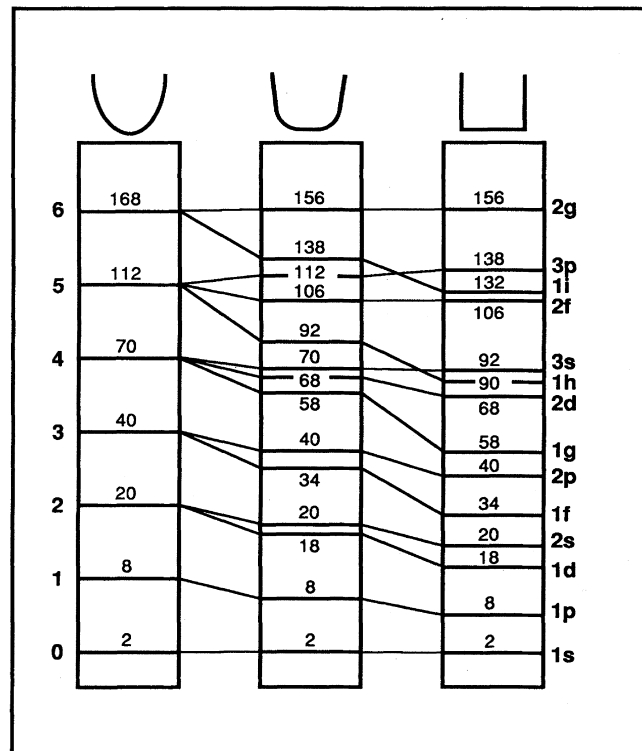 6 168 156 156 2g
138 138 3p
5 112 112 132 1i
106 106 2f
92 92 3s
4 70 70 90 1h
68 68 2d
58 58 1g
3 40 40 40 2p
34 34 1f
2 20 20 20 2s
18 18 1d
1 8 8 8 1p
0 2 2 2 1s